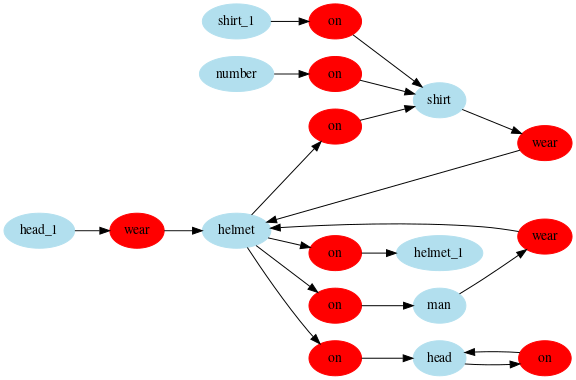 shirt_1
on
number
on
shirt
on
wear
head_1
wear
helmet
wear
on
helmet_1
on
man
on
head
on